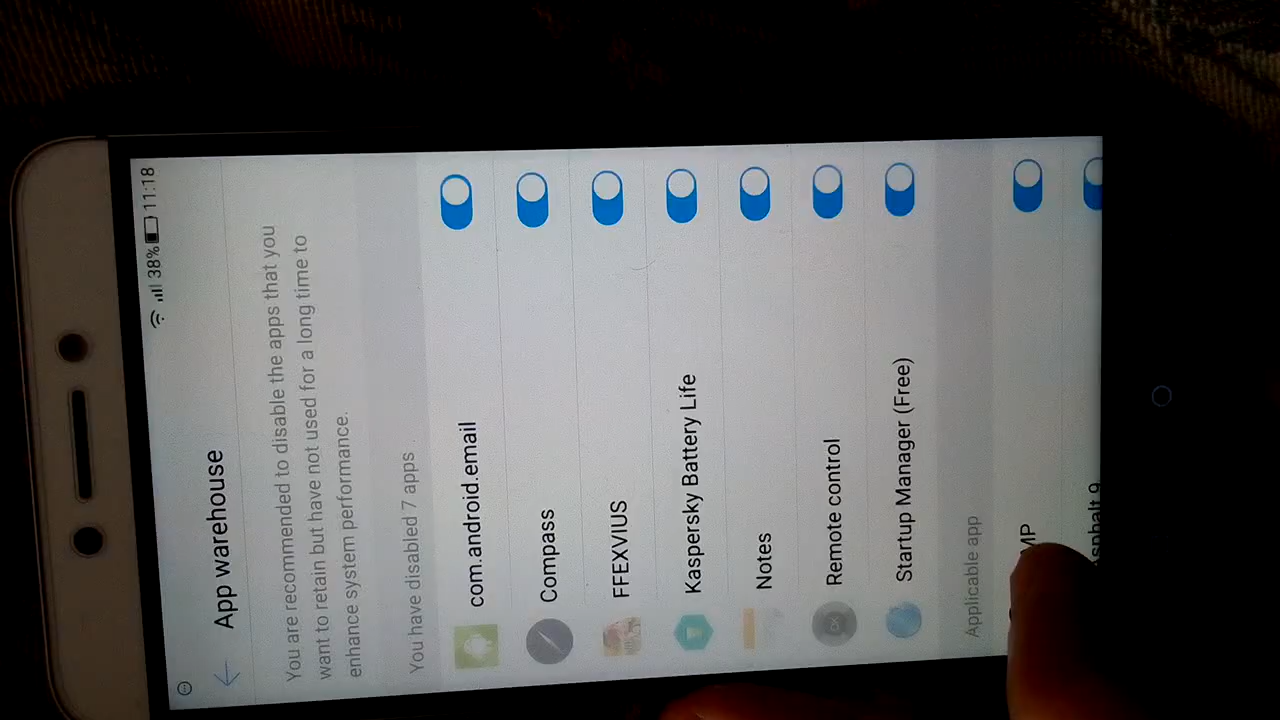 38% 11:18
App warehouse
You are recommended to disable the apps that you
want to retain but have not used for a long time to
enhance system performance.
You have disabled 7 apps
com.android.email
Compass
FFEXVIUS
Kaspersky Battery Life
Notes
Remote control
Startup Manager (Free)
Applicable app
Asphalt 9